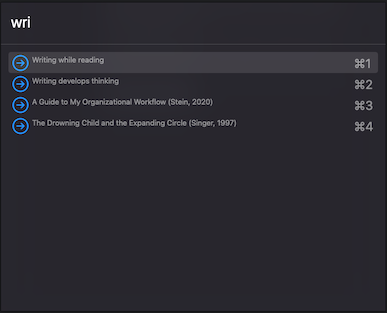 wri
Writing while reading ⌘1
Writing develops thinking ⌘2
A Guide to My Organizational Workflow (Stein, 2020) ⌘3
The Drowning Child and the Expanding Circle (Singer, 1997) ⌘4